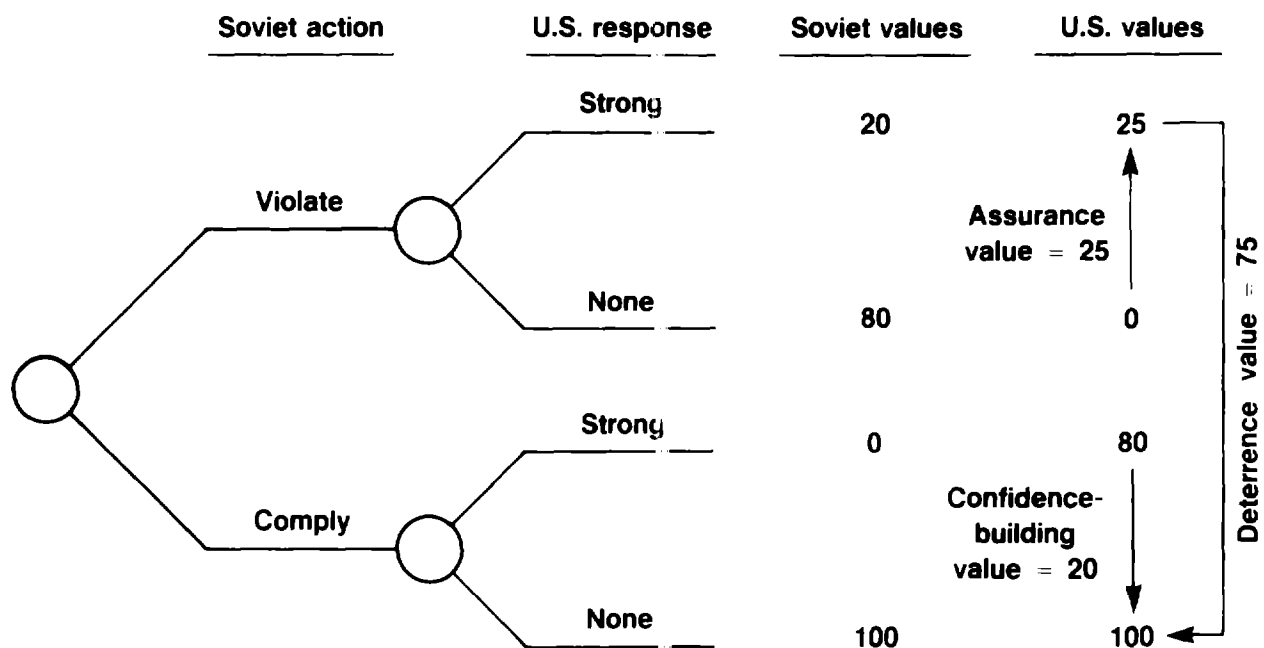 Soviet action U.S. response Soviet values U.S. values
Strong 20 25
Violate
Assurance
value = 25
None 80 0
Deterrence value = 75
Strong 0 80
Comply
Confidence-
building
value = 20
None 100 100